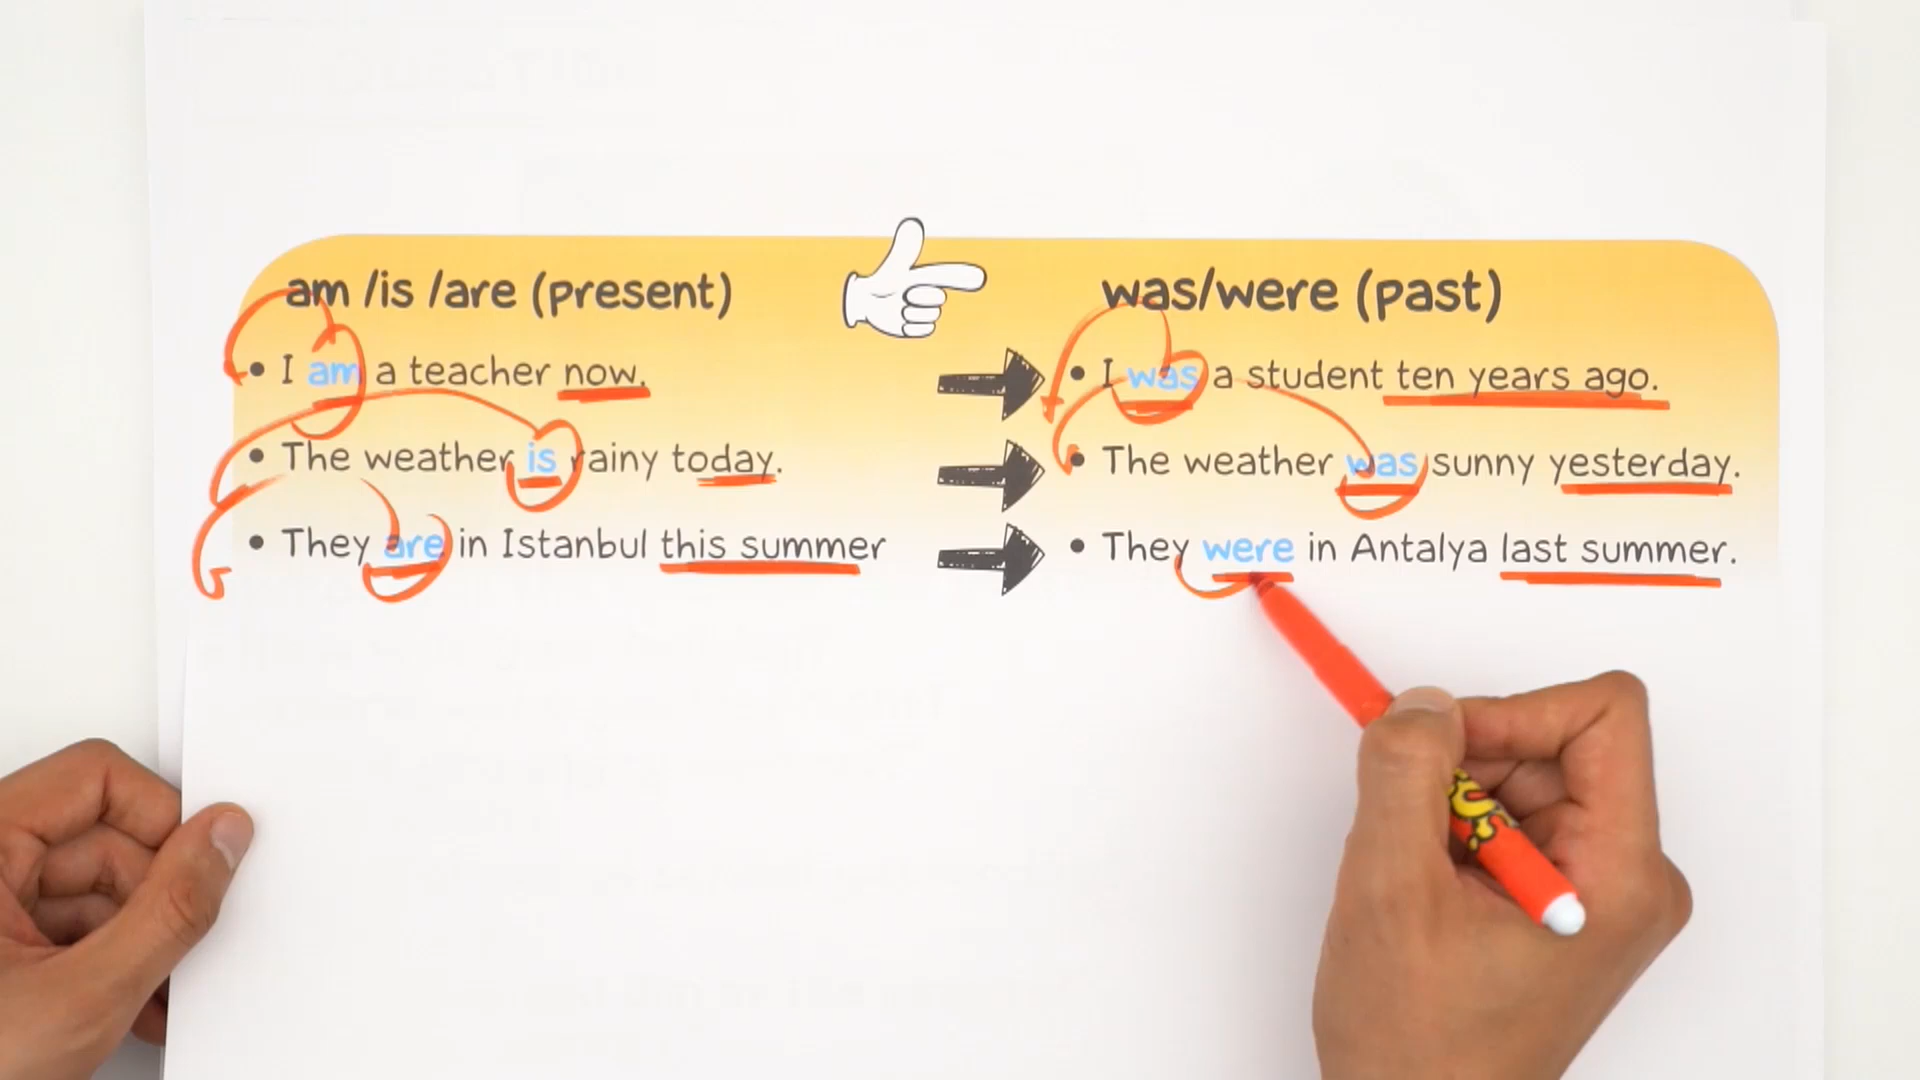 am /is /are (present)
was/were (past)
• I am a teacher now.
• I was a student ten years ago.
• The weather is rainy today.
• The weather was sunny yesterday.
• They are in Istanbul this summer
• They were in Antalya last summer.